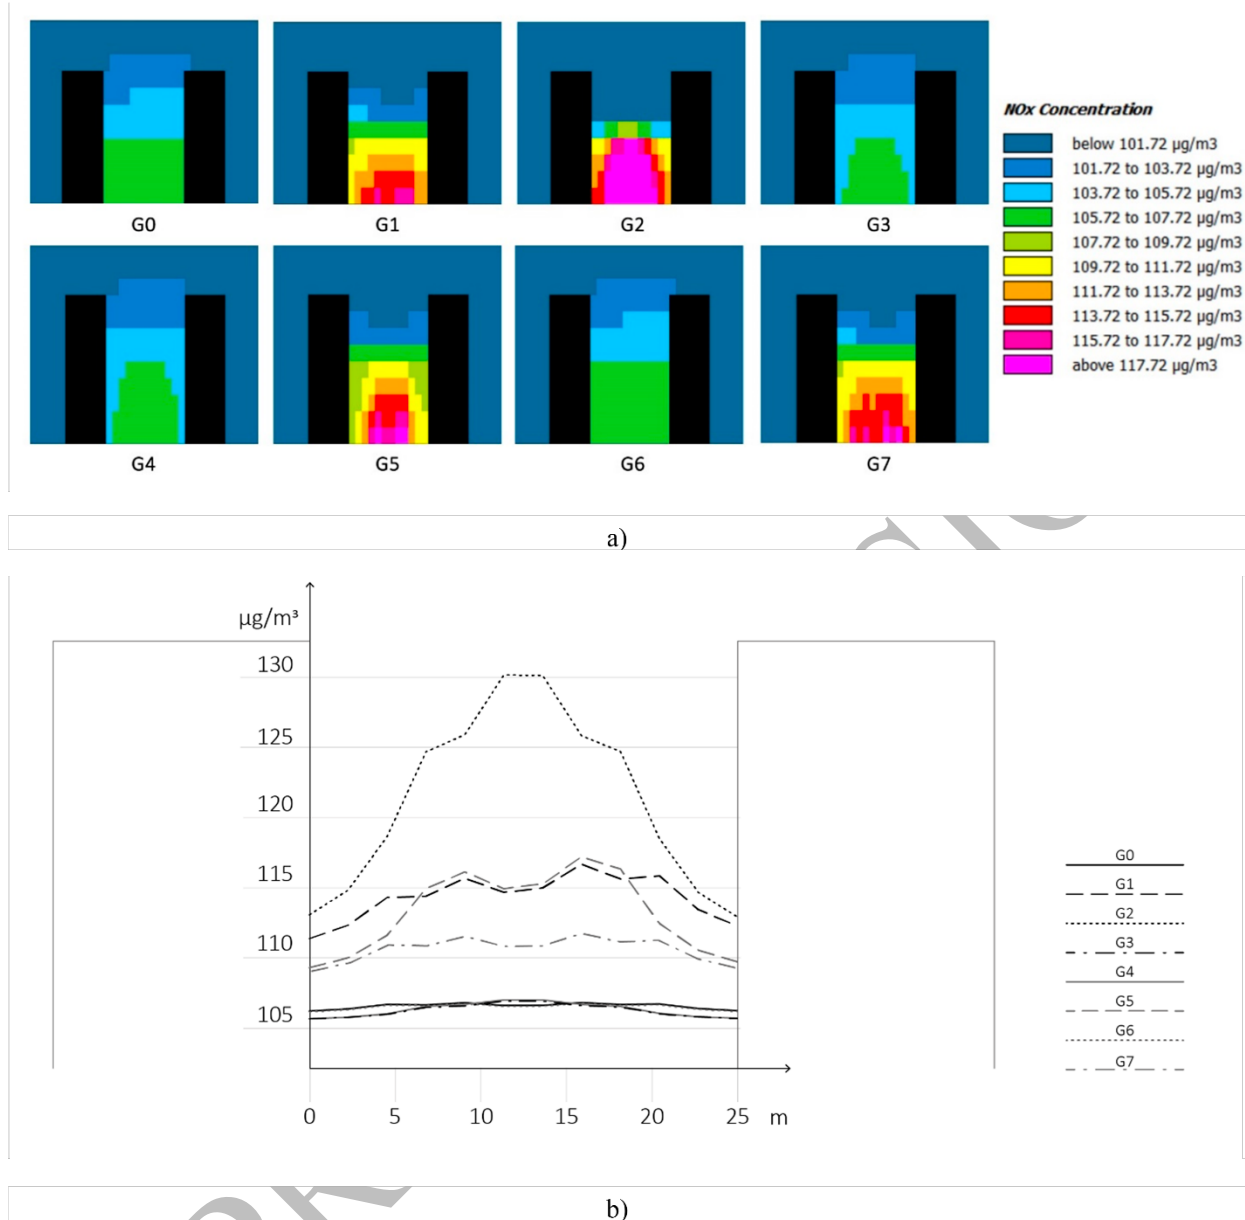 NOx Concentration
below 101.72 µg/m3
101.72 to 103.72 µg/m3
103.72 to 105.72 µg/m3
105.72 to 107.72 µg/m3
107.72 to 109.72 µg/m3
109.72 to 111.72 µg/m3
111.72 to 113.72 µg/m3
113.72 to 115.72 µg/m3
115.72 to 117.72 µg/m3
above 117.72 µg/m3
G0 G1 G2 G3
G4 G5 G6 G7
a)
µg/m³
130
125
120
115
110
105
0 5 10 15 20 25 m
G0
G1
G2
G3
G4
G5
G6
G7
b)